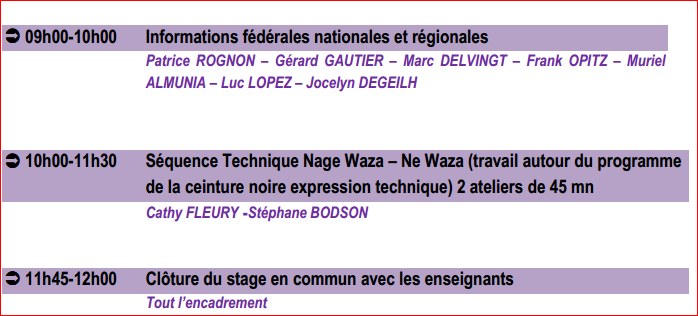 09h00-10h00 Informations fédérales nationales et régionales
Patrice ROGNON – Gérard GAUTIER – Marc DELVINGT – Frank OPITZ – Muriel
ALMUNIA – Luc LOPEZ – Jocelyn DEGEILH
10h00-11h30 Séquence Technique Nage Waza – Ne Waza (travail autour du programme
de la ceinture noire expression technique) 2 ateliers de 45 mn
Cathy FLEURY -Stéphane BODSON
11h45-12h00 Clôture du stage en commun avec les enseignants
Tout l'encadrement